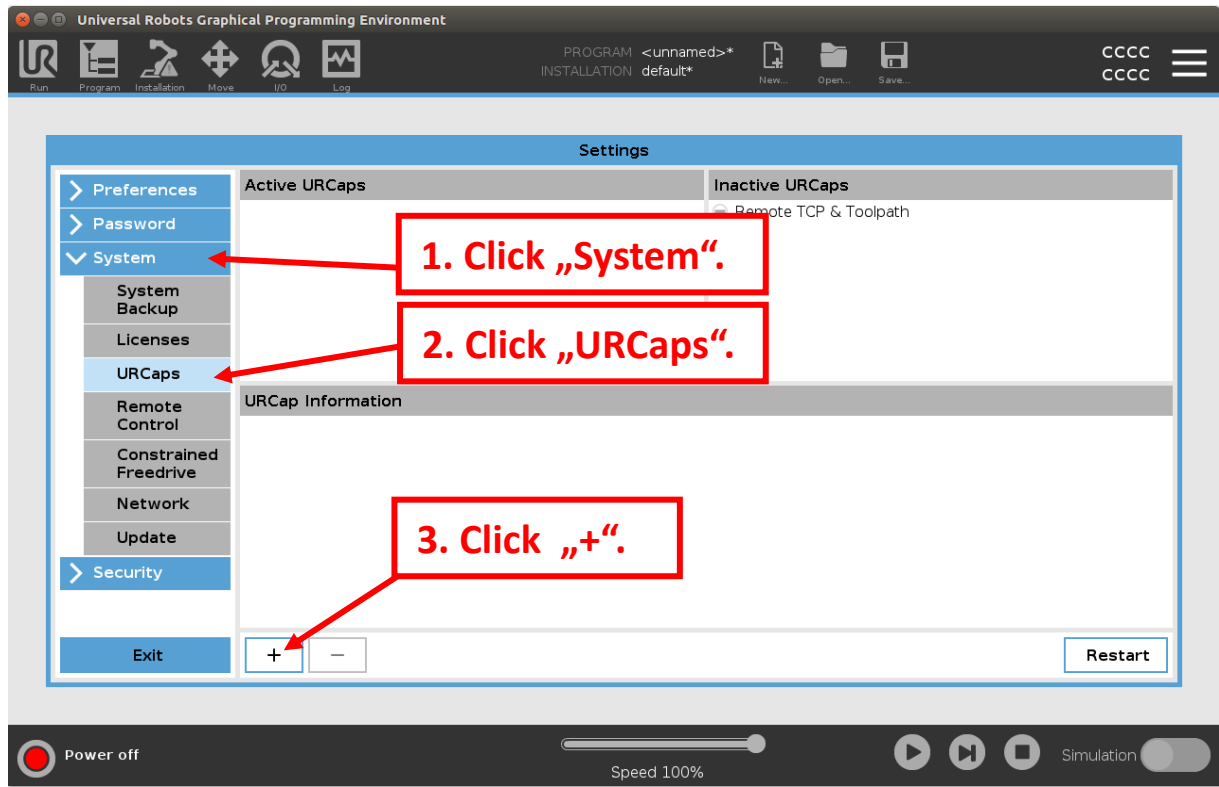 Universal Robots Graphical Programming Environment
PROGRAM <unnamed>*
INSTALLATION default*
CCCC
CCCC
Run Program Installation Move I/O Log New... Open... Save...
Settings
Preferences
Password
System
System
Backup
Licenses
URCaps
Remote
Control
Constrained
Freedrive
Network
Update
Security
Exit
Active URCaps
Inactive URCaps
Remote TCP & Toolpath
1. Click „System“.
2. Click „URCaps“.
URCap Information
3. Click „+“.
+ −
Restart
Power off
Speed 100%
Simulation